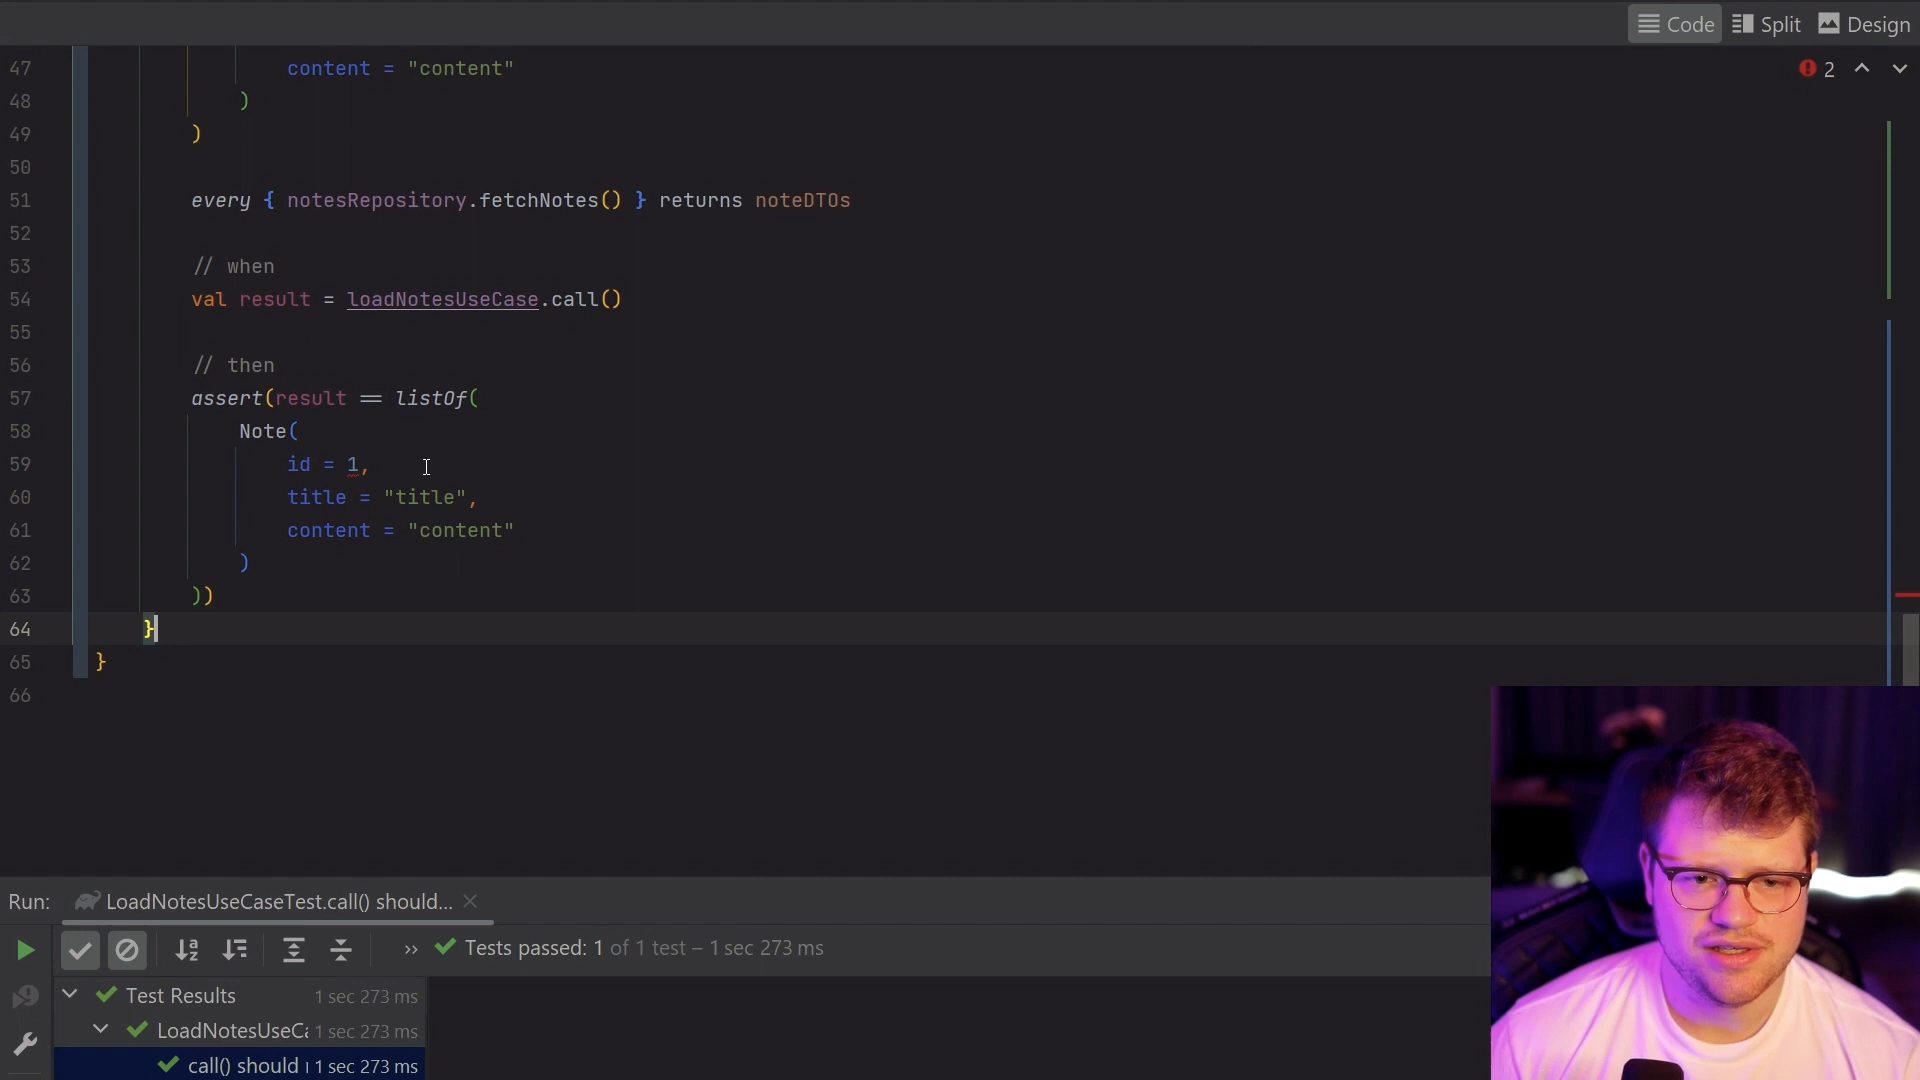 Code Split Design
47 content = "content"
2
48 )
49 )
50
51 every { notesRepository.fetchNotes() } returns noteDTOs
52
53 // when
54 val result = loadNotesUseCase.call()
55
56 // then
57 assert(result == listOf(
58 Note(
59 id = 1,
60 title = "title",
61 content = "content"
62 )
63 ))
64 }
65 }
66
Run: LoadNotesUseCaseTest.call() should...
Tests passed: 1 of 1 test – 1 sec 273 ms
Test Results 1 sec 273 ms
LoadNotesUseCa 1 sec 273 ms
call() should 1 sec 273 ms